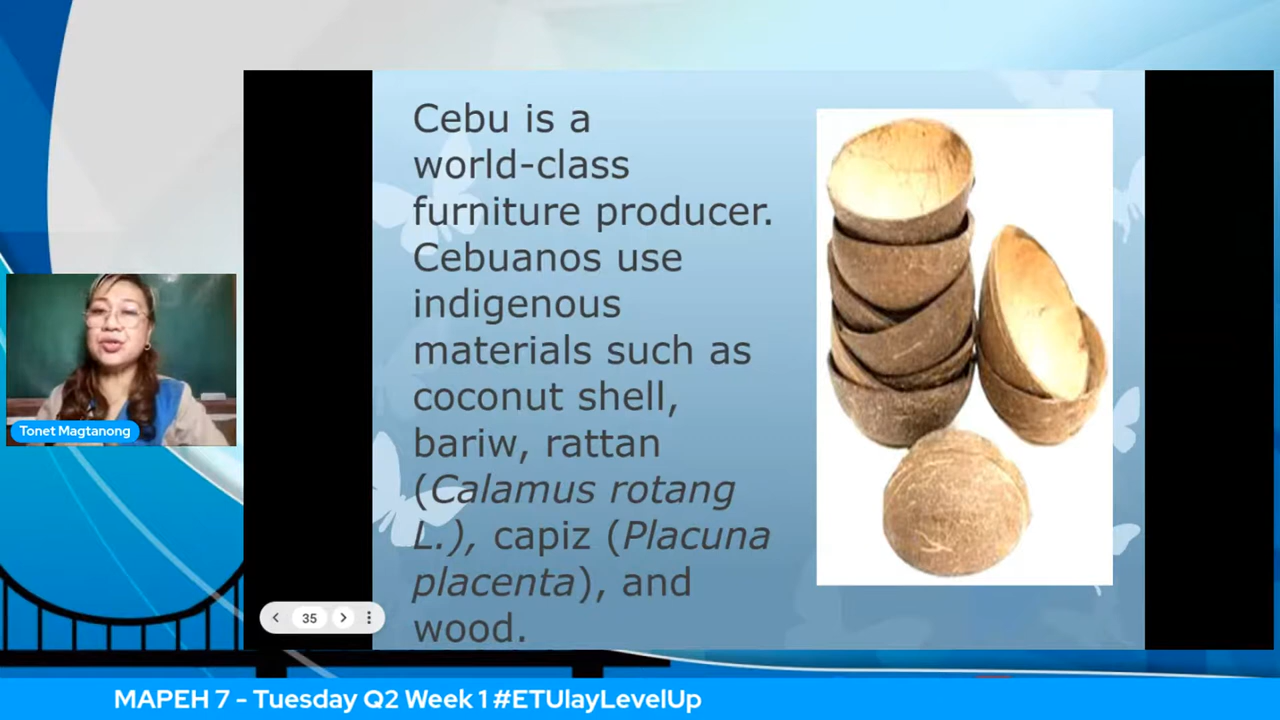 Cebu is a
world-class
furniture producer.
Cebuanos use
indigenous
materials such as
coconut shell,
bariw, rattan
(Calamus rotang
L.), capiz (Placuna
placenta), and
wood.
Tonet Magtanong
35
MAPEH 7 - Tuesday Q2 Week 1 #ETUlayLevelUp